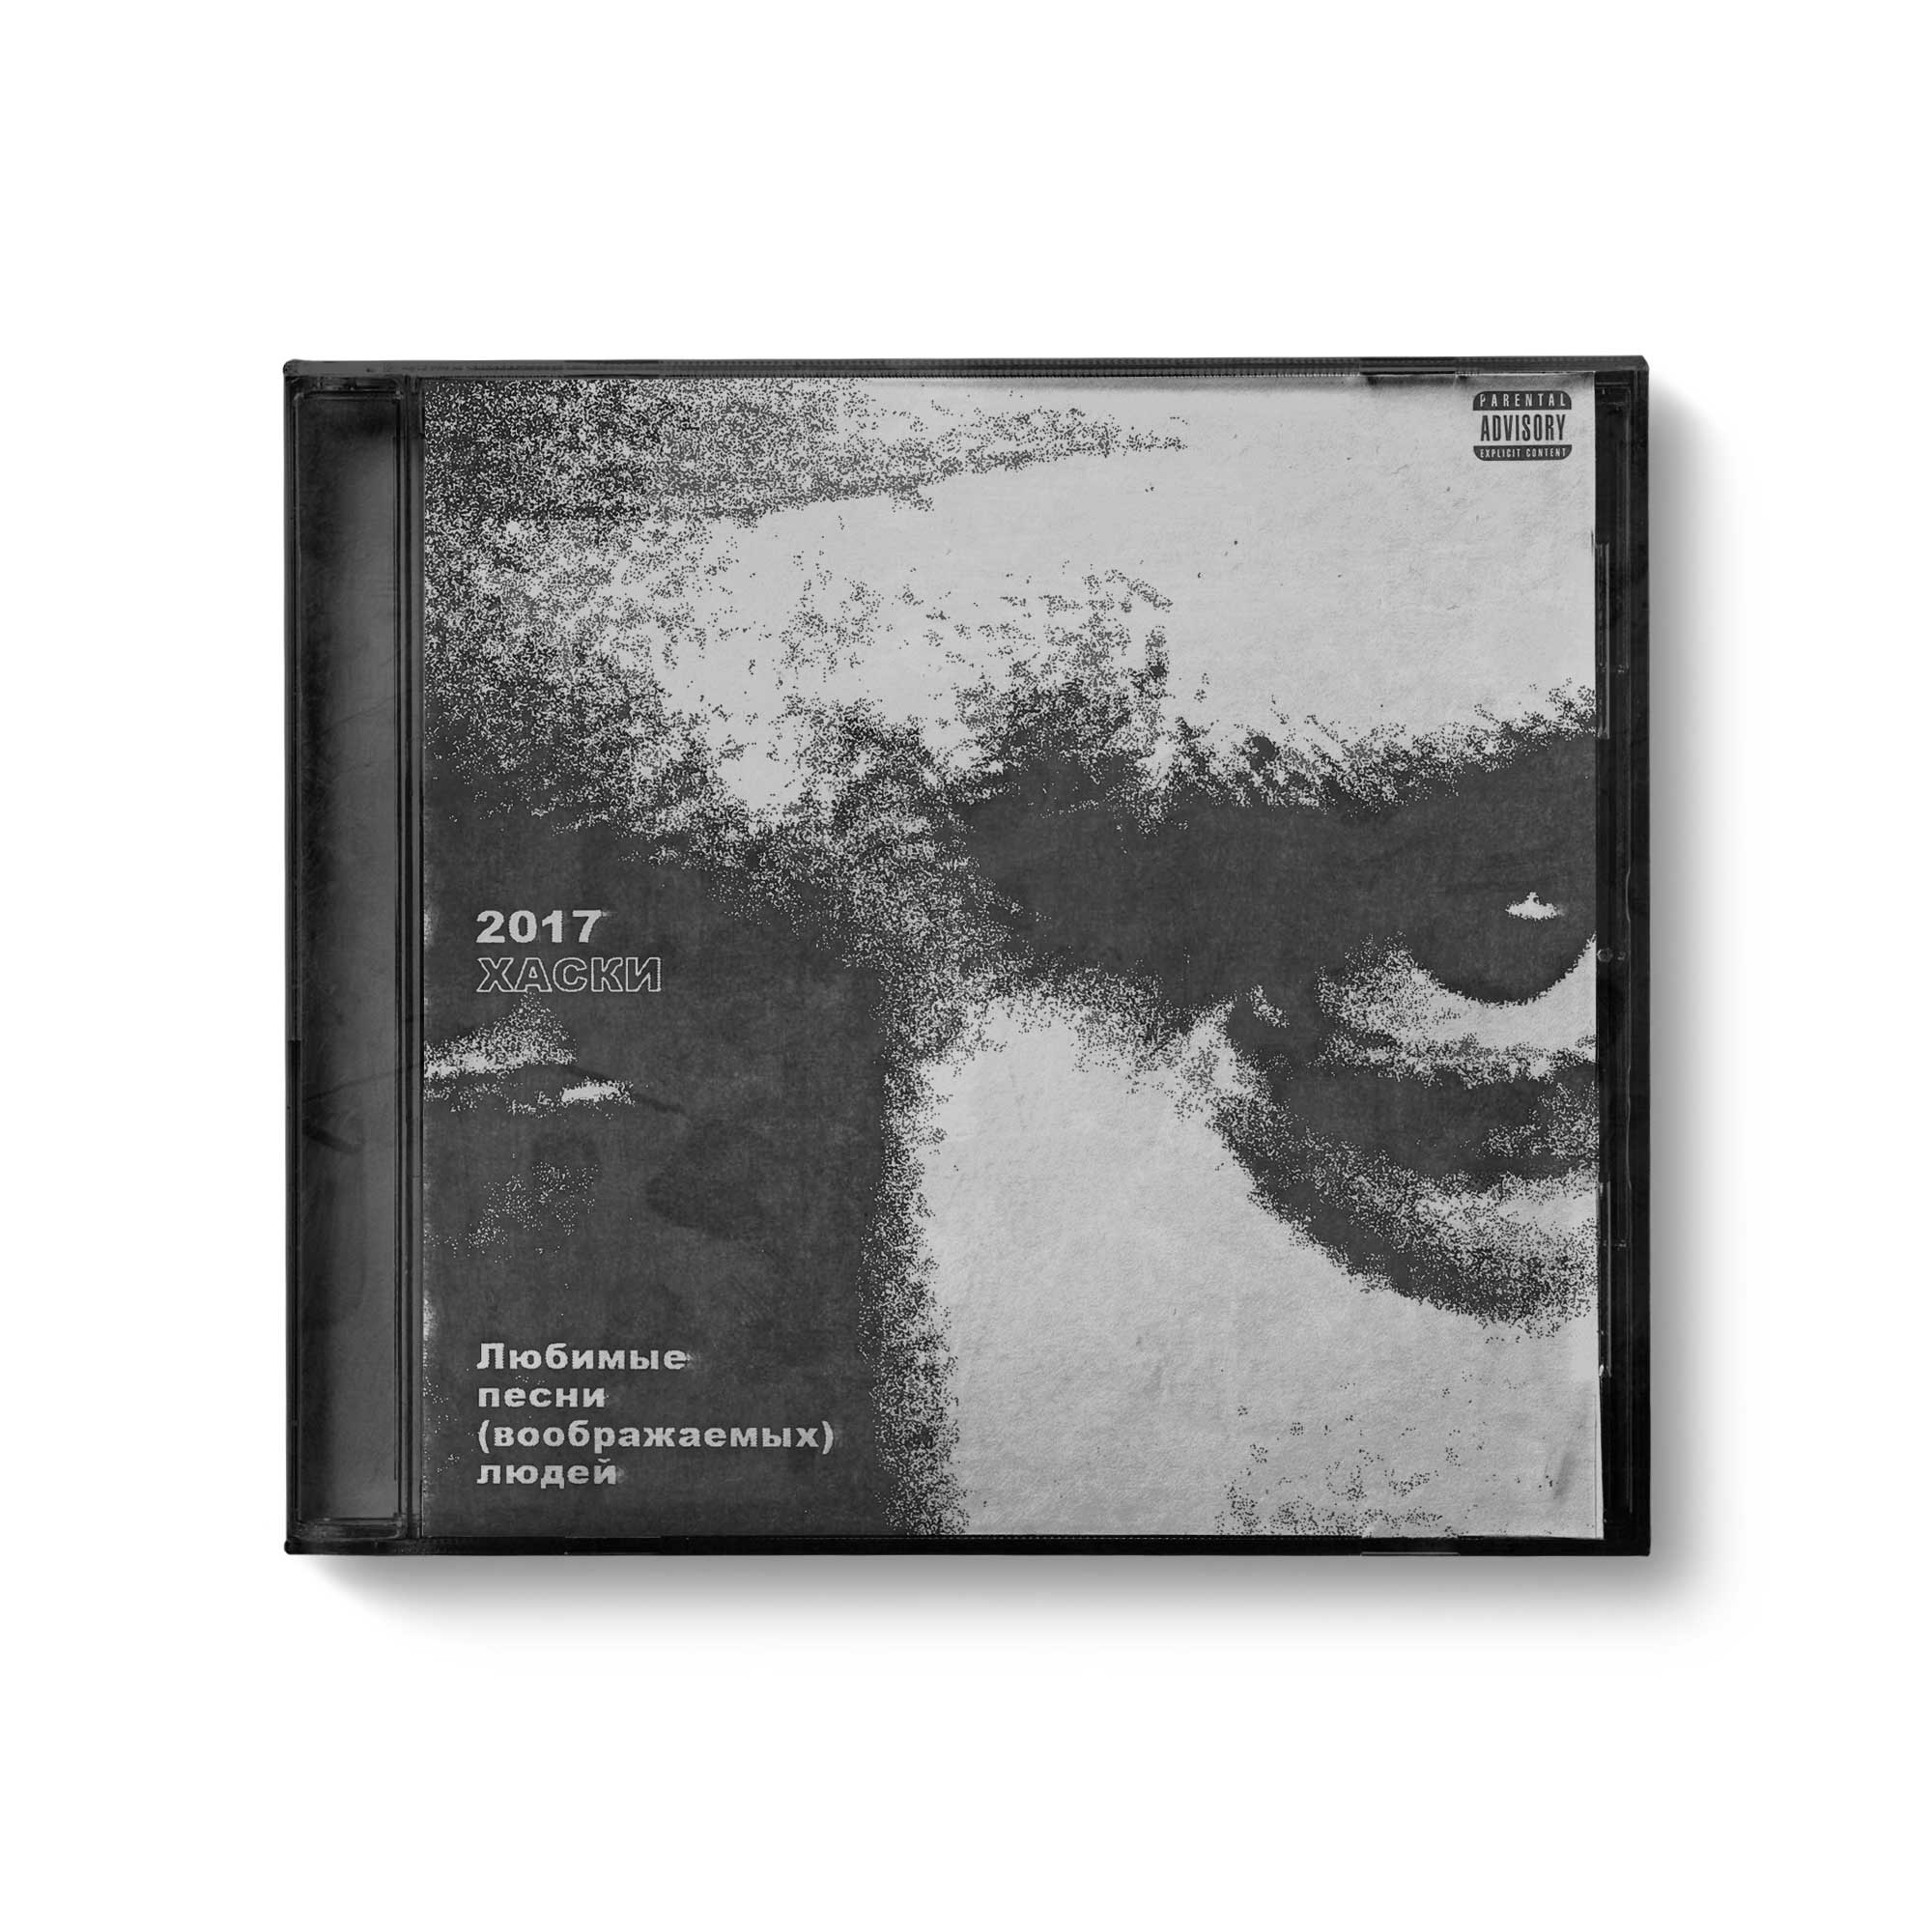 PARENTAL
ADVISORY
EXPLICIT CONTENT
2017
ХАСКИ
Любимые
песни
(воображаемых)
людей